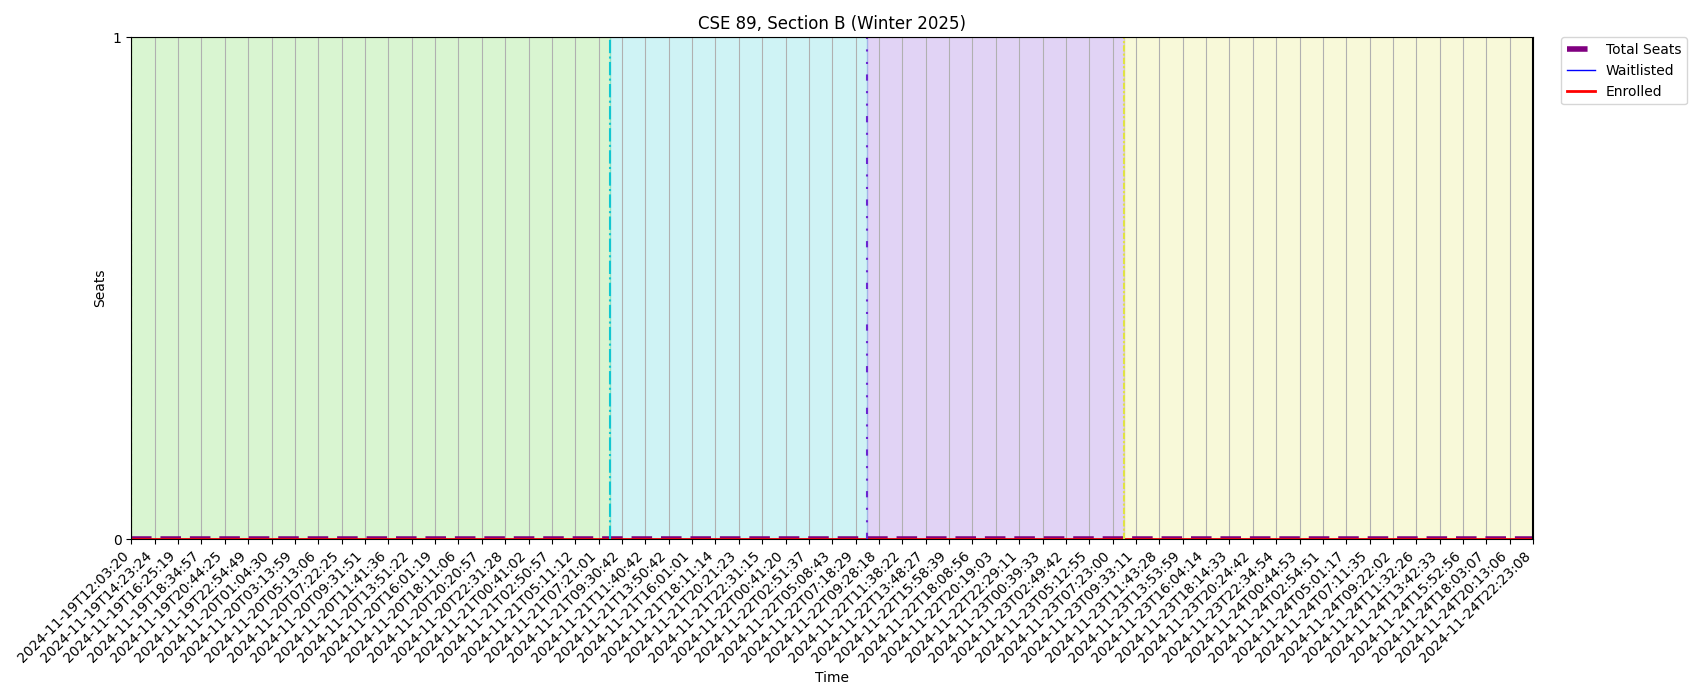 CSE 89, Section B (Winter 2025)
1
0
Seats
Total Seats
Waitlisted
Enrolled
2024-11-19T12:03:20
2024-11-19T14:23:24
2024-11-19T16:25:19
2024-11-19T18:34:57
2024-11-19T20:44:25
2024-11-19T22:54:49
2024-11-20T01:04:30
2024-11-20T03:13:59
2024-11-20T05:13:06
2024-11-20T07:22:25
2024-11-20T09:31:51
2024-11-20T11:41:36
2024-11-20T13:51:22
2024-11-20T16:01:19
2024-11-20T18:11:06
2024-11-20T20:20:57
2024-11-20T22:31:28
2024-11-21T00:41:02
2024-11-21T02:50:57
2024-11-21T05:11:12
2024-11-21T07:21:01
2024-11-21T09:30:42
2024-11-21T11:40:42
2024-11-21T13:50:42
2024-11-21T16:01:01
2024-11-21T18:11:14
2024-11-21T20:21:23
2024-11-21T22:31:15
2024-11-22T00:41:20
2024-11-22T02:51:37
2024-11-22T05:08:43
2024-11-22T07:18:29
2024-11-22T09:28:18
2024-11-22T11:38:22
2024-11-22T13:48:27
2024-11-22T15:58:39
2024-11-22T18:08:56
2024-11-22T20:19:03
2024-11-22T22:29:11
2024-11-23T00:39:33
2024-11-23T02:49:42
2024-11-23T05:12:55
2024-11-23T07:23:00
2024-11-23T09:33:11
2024-11-23T11:43:28
2024-11-23T13:53:59
2024-11-23T16:04:14
2024-11-23T18:14:33
2024-11-23T20:24:42
2024-11-23T22:34:54
2024-11-24T00:44:53
2024-11-24T02:54:51
2024-11-24T05:01:17
2024-11-24T07:11:35
2024-11-24T09:22:02
2024-11-24T11:32:26
2024-11-24T13:42:33
2024-11-24T15:52:56
2024-11-24T18:03:07
2024-11-24T20:13:06
2024-11-24T22:23:08
Time